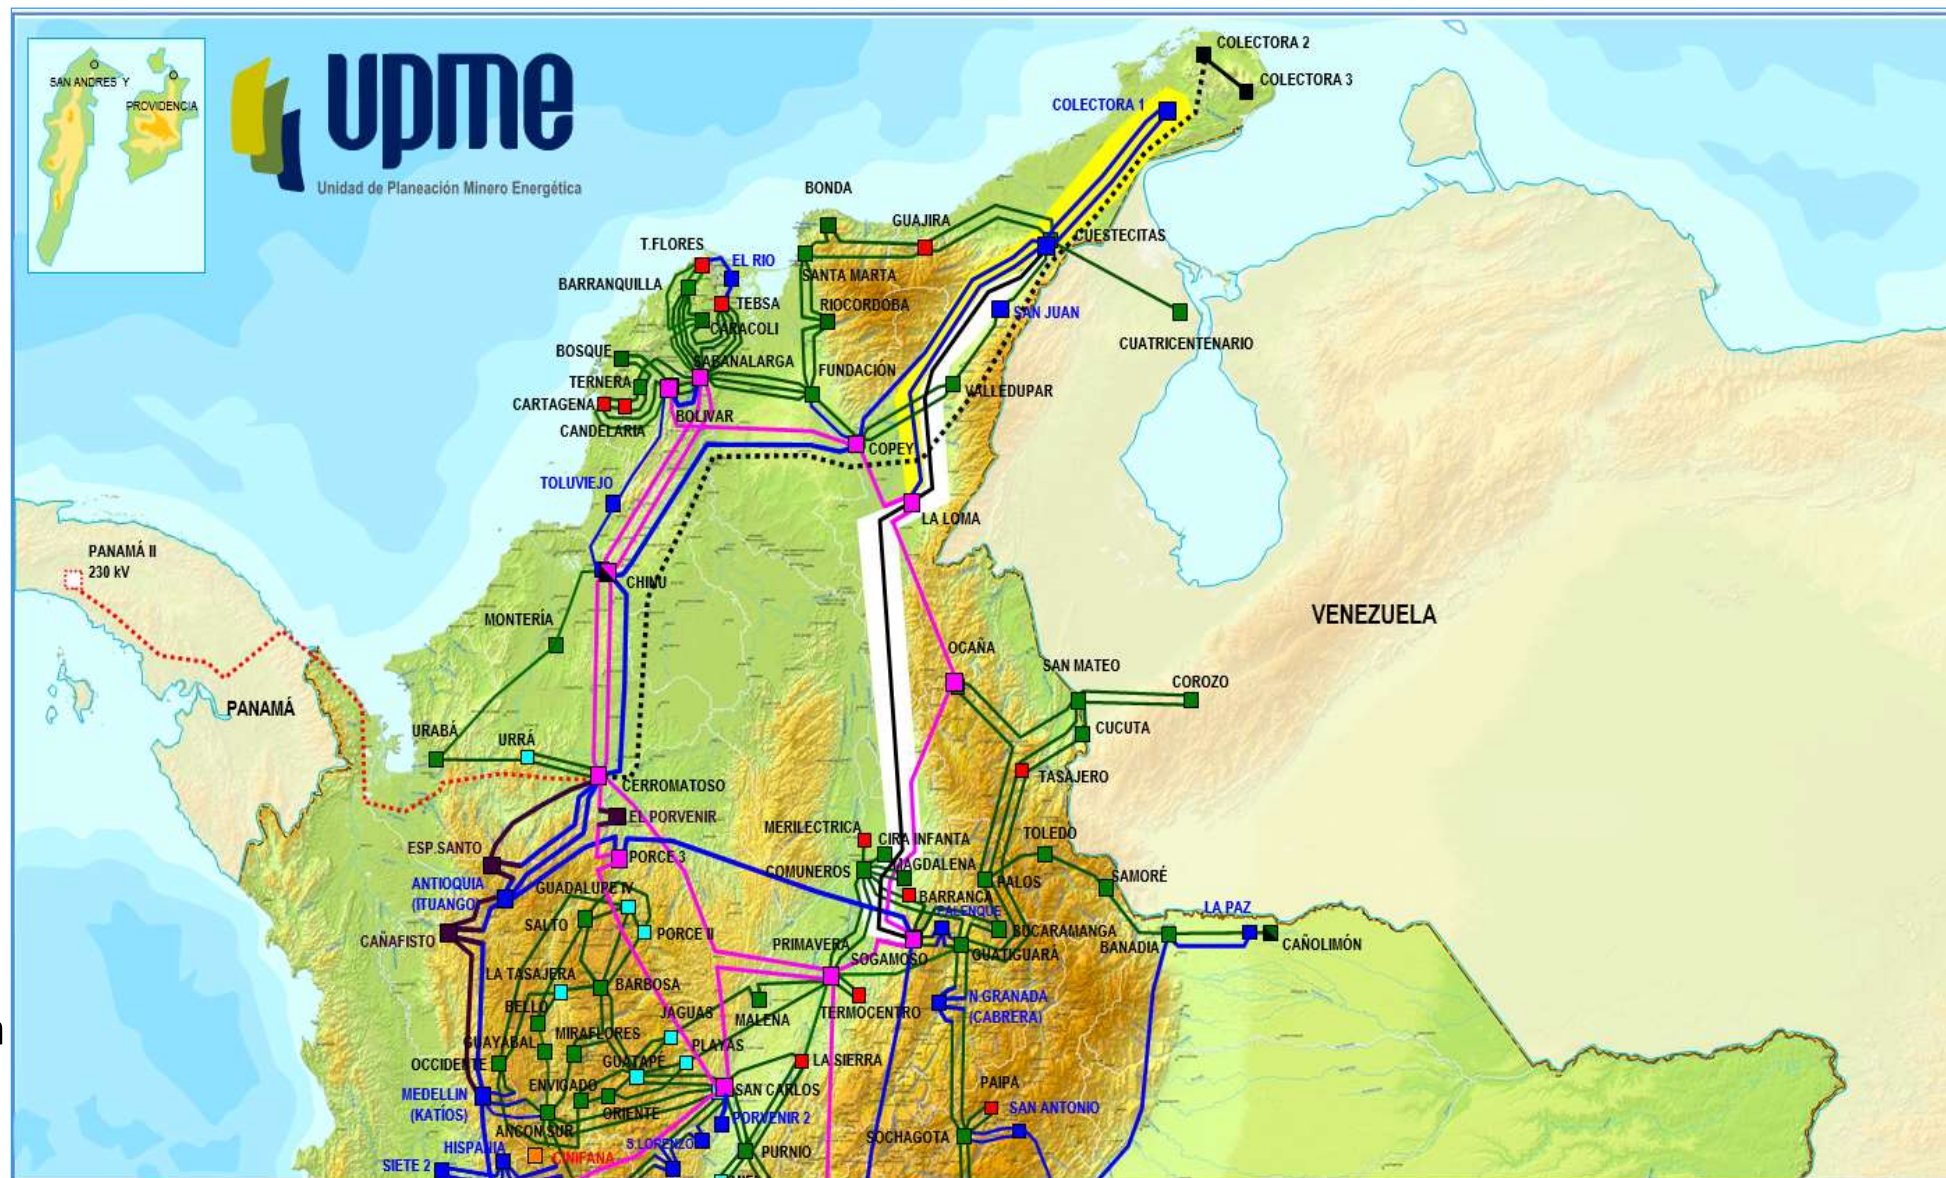 SAN ANDRES Y
PROVIDENCIA
upme
Unidad de Planeación Minero Energética
COLECTORA 2
COLECTORA 3
COLECTORA 1
BONDA
GUAJIRA
CUESTECITAS
T.FLORES
EL RIO
SANTA MARTA
BARRANQUILLA
TEBSA
RIOCORDOBA
CARACOLI
SAN JUAN
CUATRICENTENARIO
BOSQUE
SABANALARGA
FUNDACIÓN
TERNERA
VALLEDUPAR
CARTAGENA
BOLIVAR
CANDELARIA
COPEY
TOLUVIEJO
LA LOMA
PANAMÁ II
230 kV
CHINU
VENEZUELA
MONTERÍA
OCAÑA
SAN MATEO
COROZO
PANAMÁ
URABÁ
URRÁ
CUCUTA
TASAJERO
CERROMATOSO
EL PORVENIR
MERILECTRICA
CIRA INFANTA
TOLEDO
ESP.SANTO
PORCE 3
COMUNEROS
MAGDALENA
PALOS
SAMORÉ
ANTIOQUIA
(ITUANGO)
GUADALUPE IV
BARRANCA
PALENQUE
LA PAZ
SALTO
PORCE II
BUCARAMANGA
CAÑAFISTO
PRIMAVERA
SOGAMOSO
GUATIGUARÁ
BANADIA
CAÑOLIMÓN
LA TASAJERA
BARBOSA
BELLO
JAGUAS
MALENA
TERMOCENTRO
N.GRANADA
(CABRERA)
GUAYABAL
MIRAFLORES
PLAYAS
OCCIDENTE
GUATAPE
LA SIERRA
ENVIGADO
SAN CARLOS
PAIPA
MEDELLIN
(KATÍOS)
ORIENTE
PORVENIR 2
SAN ANTONIO
ANCON SUR
S.LORENZO
SOCHAGOTA
HISPANIA
PURNIO
SIETE 2